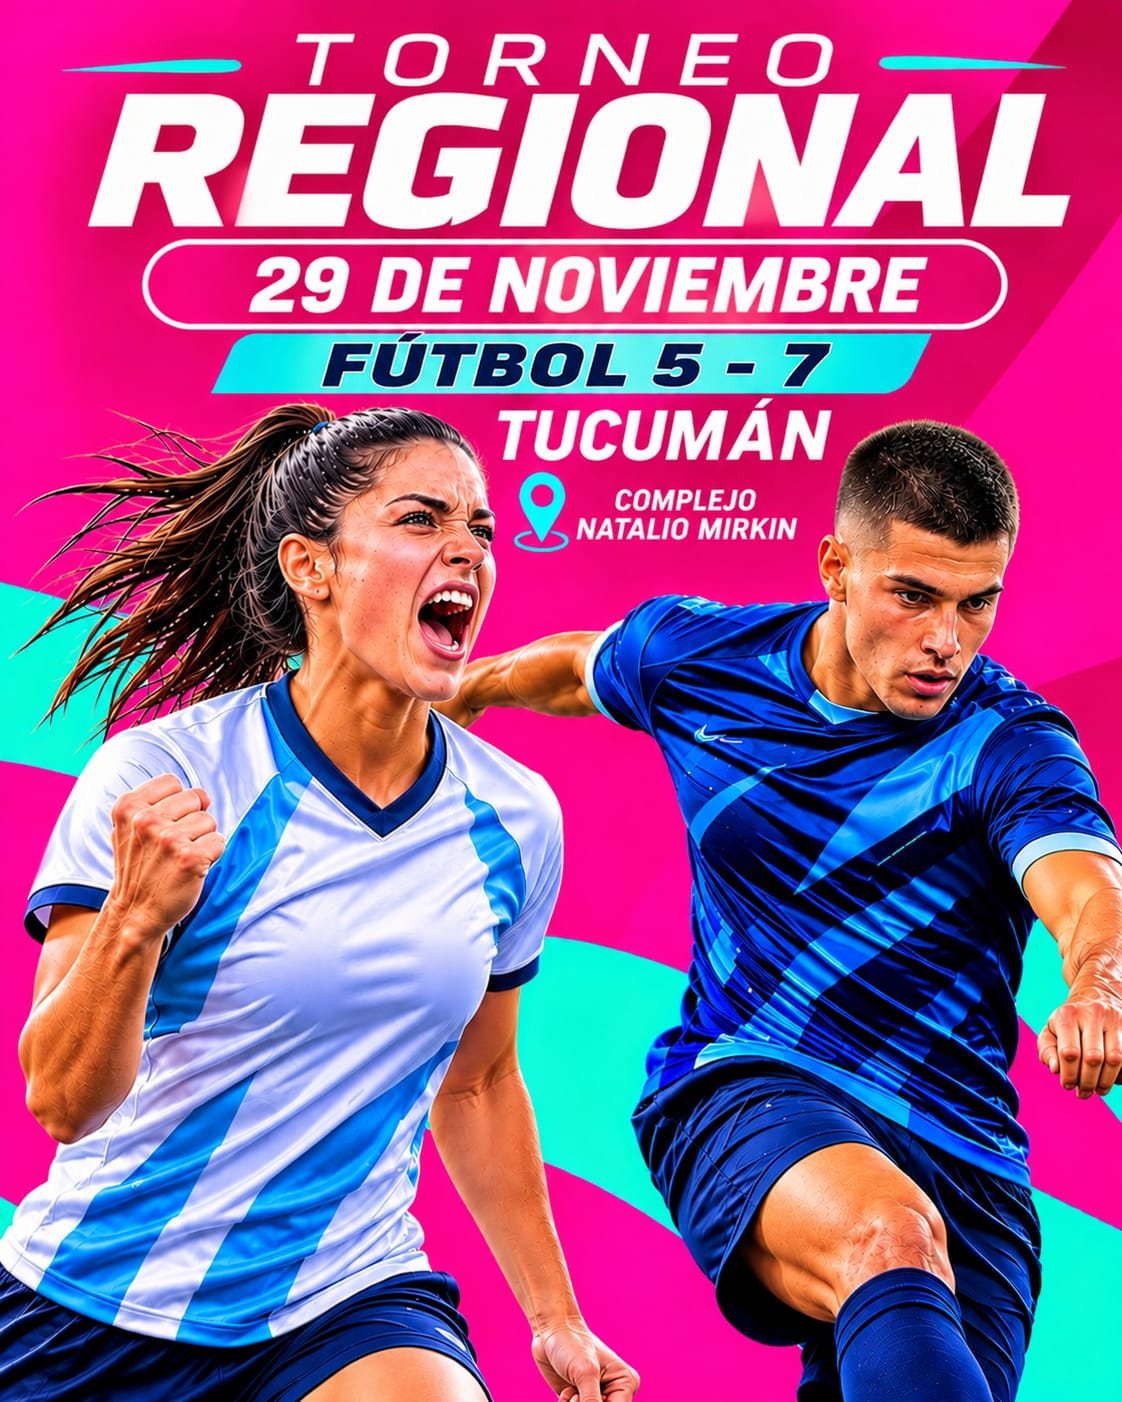 TORNEO
REGIONAL
29 DE NOVIEMBRE
FÚTBOL 5 - 7
TUCUMÁN
COMPLEJO
NATALIO MIRKIN